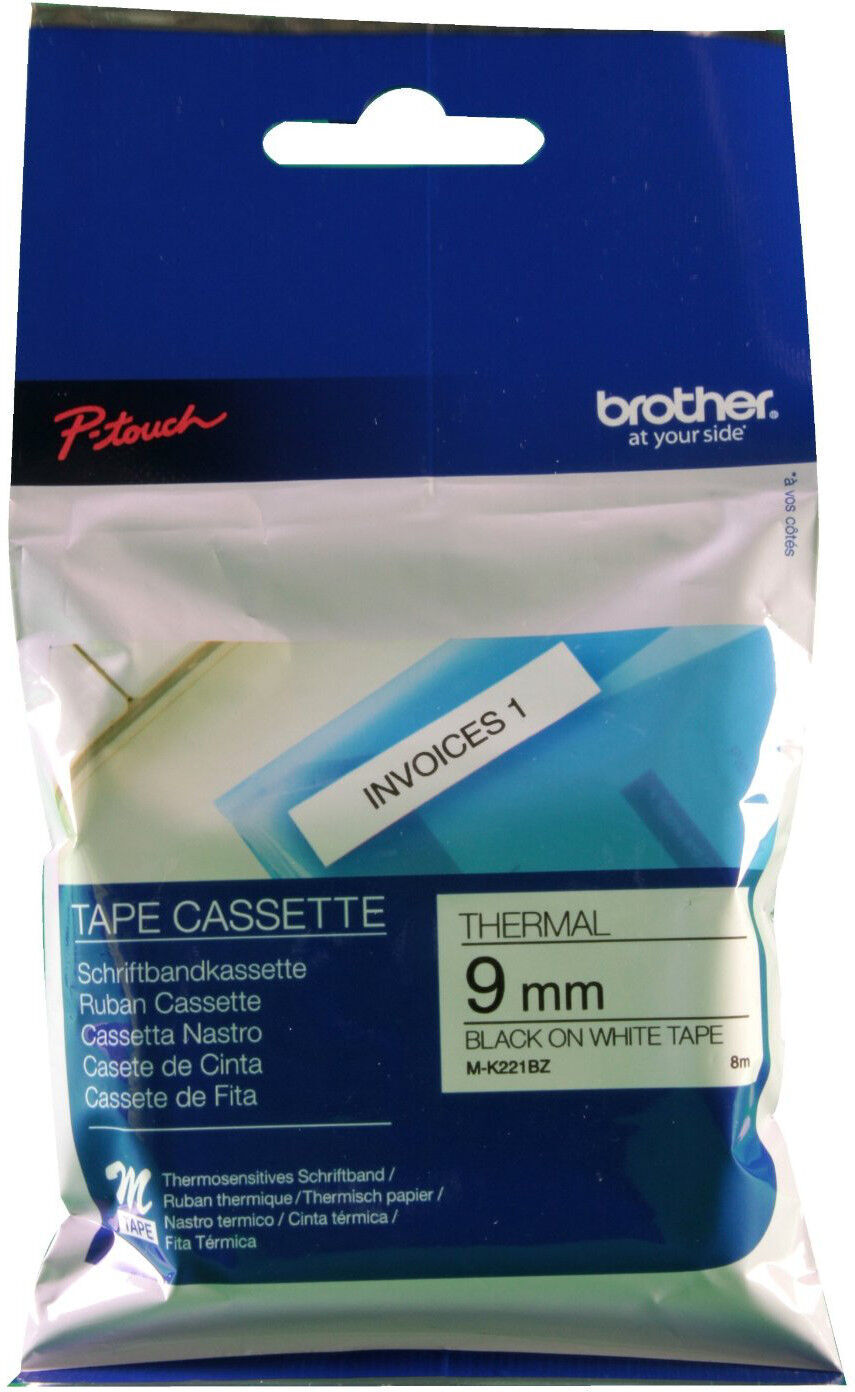 P-touch
brother®
at your side*
*à vos côtés
INVOICES 1
TAPE CASSETTE
Schriftbandkassette
Ruban Cassette
Cassetta Nastro
Casete de Cinta
Cassete de Fita
THERMAL
9 mm
BLACK ON WHITE TAPE
M-K221BZ 8m
M
TAPE
Thermosensitives Schriftband /
Ruban thermique / Thermisch papier /
Nastro termico / Cinta térmica /
Fita Térmica